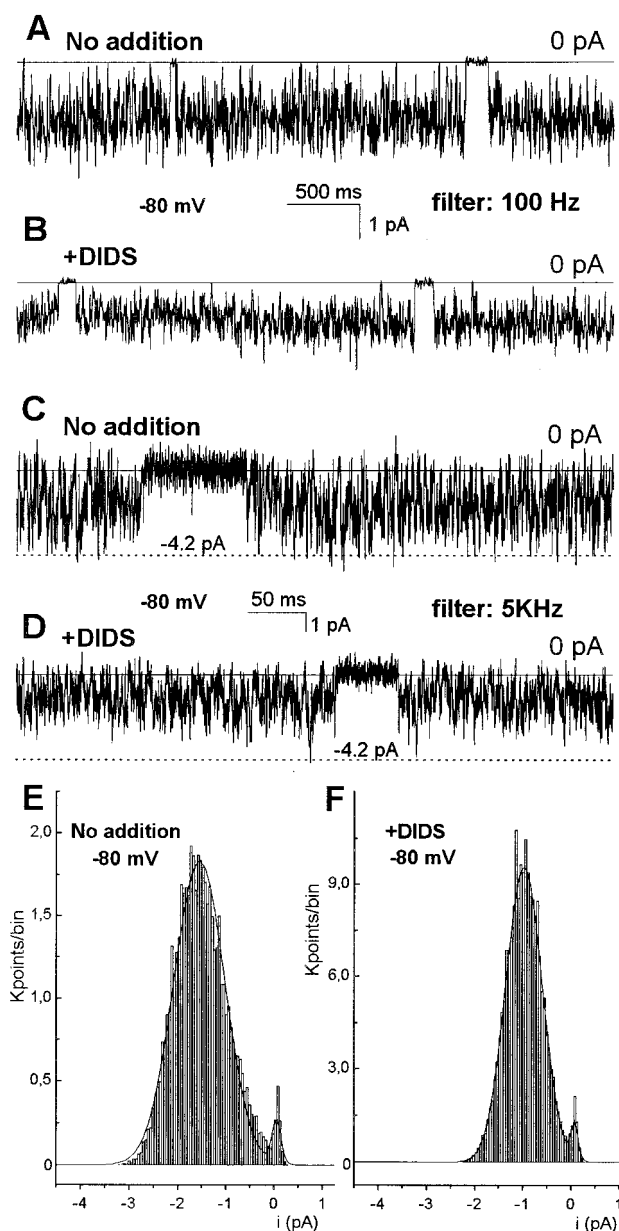 A
No addition
0 pA
-80 mV
500 ms
1 pA
filter: 100 Hz
B
+DIDS
0 pA
C
No addition
0 pA
-4.2 pA
-80 mV
50 ms
1 pA
filter: 5KHz
D
+DIDS
0 pA
-4.2 pA
E
No addition
-80 mV
2,0
1,5
1,0
0,5
0
Kpoints/bin
-4 -3 -2 -1 0 1
i (pA)
F
+DIDS
-80 mV
9,0
6,0
3,0
0
Kpoints/bin
-4 -3 -2 -1 0 1
i (pA)